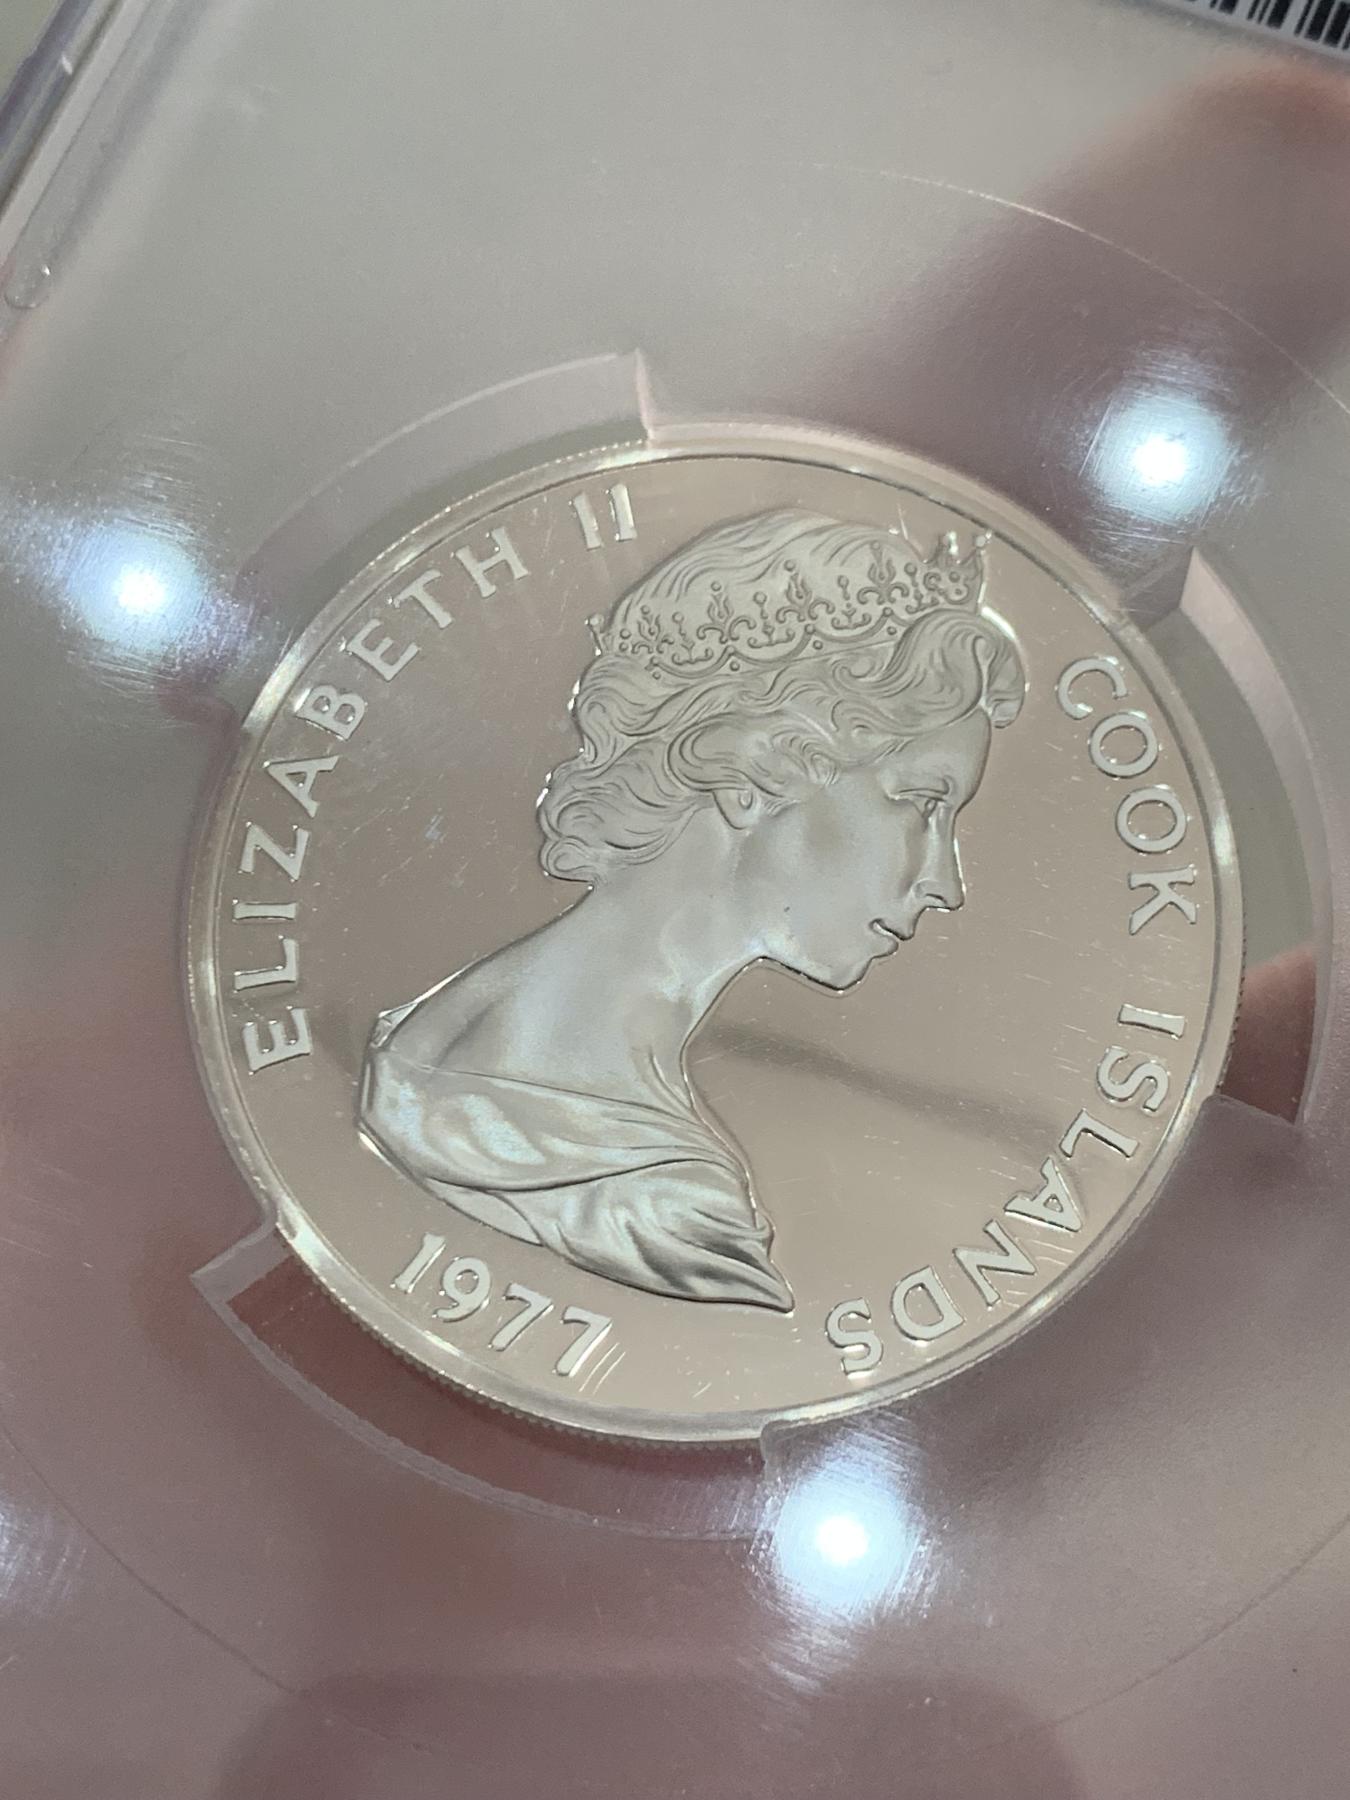 ELIZABETH II
COOK ISLANDS
1977